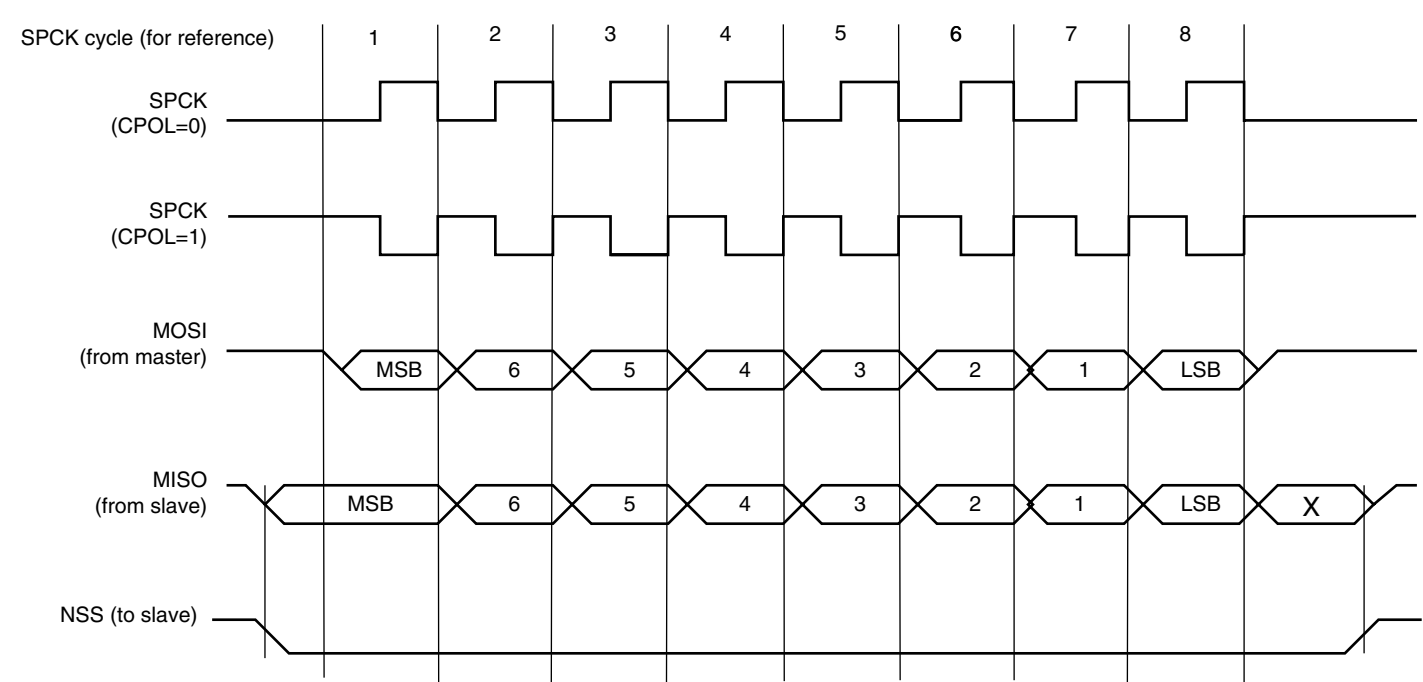 SPCK cycle (for reference) 1 2 3 4 5 6 7 8
SPCK
(CPOL=0)
SPCK
(CPOL=1)
MOSI
(from master)
MSB 6 5 4 3 2 1 LSB
MISO
(from slave)
MSB 6 5 4 3 2 1 LSB X
NSS (to slave)